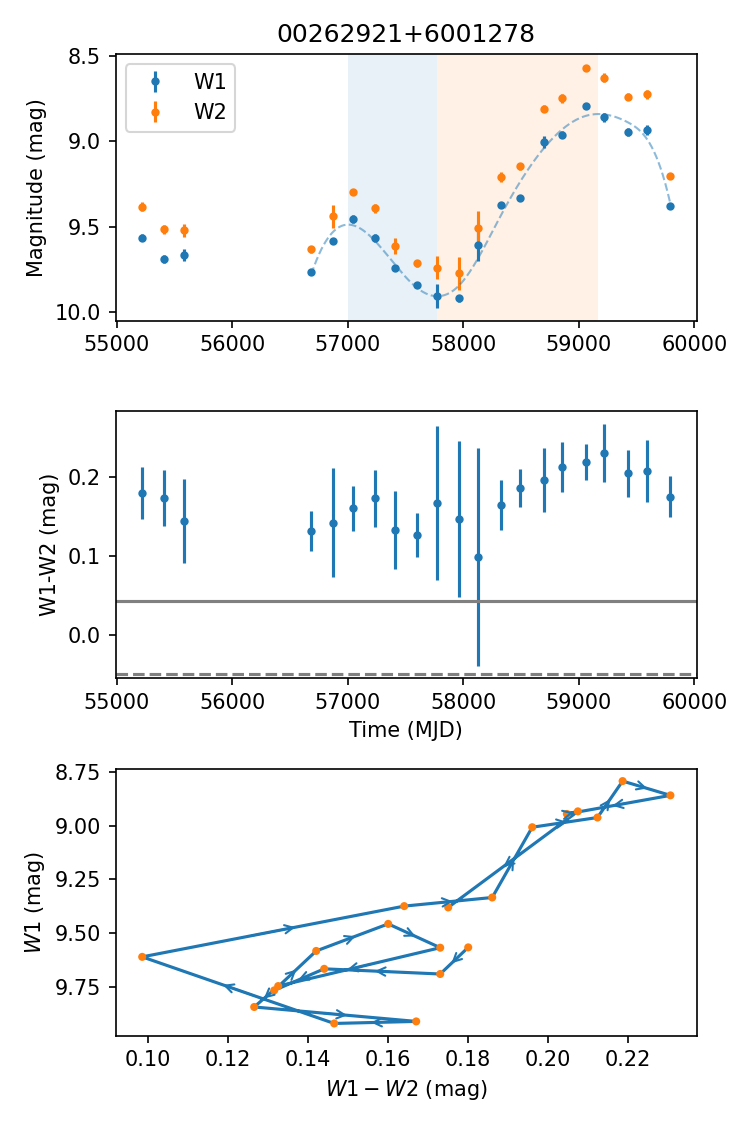 00262921+6001278
8.5
9.0
9.5
10.0
Magnitude (mag)
W1
W2
55000 56000 57000 58000 59000 60000
0.2
0.1
0.0
W1-W2 (mag)
55000 56000 57000 58000 59000 60000
Time (MJD)
8.75
9.00
9.25
9.50
9.75
W1 (mag)
0.10 0.12 0.14 0.16 0.18 0.20 0.22
W1 − W2 (mag)